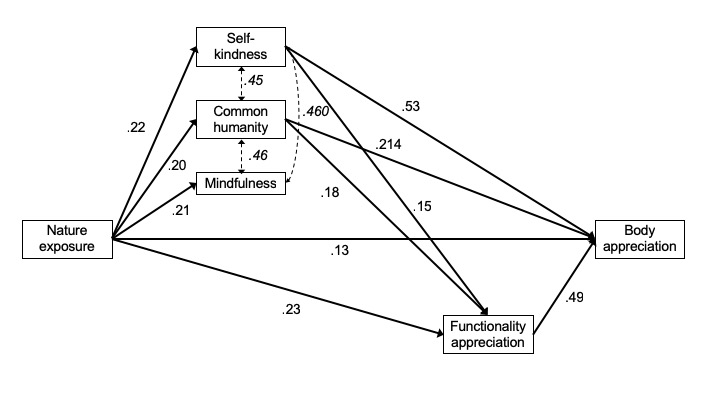 Self-
kindness
.45
.53
Common
humanity
.460
.22
.214
.46
.20
Mindfulness
.18
.15
.21
Nature
exposure
Body
appreciation
.13
.49
.23
Functionality
appreciation